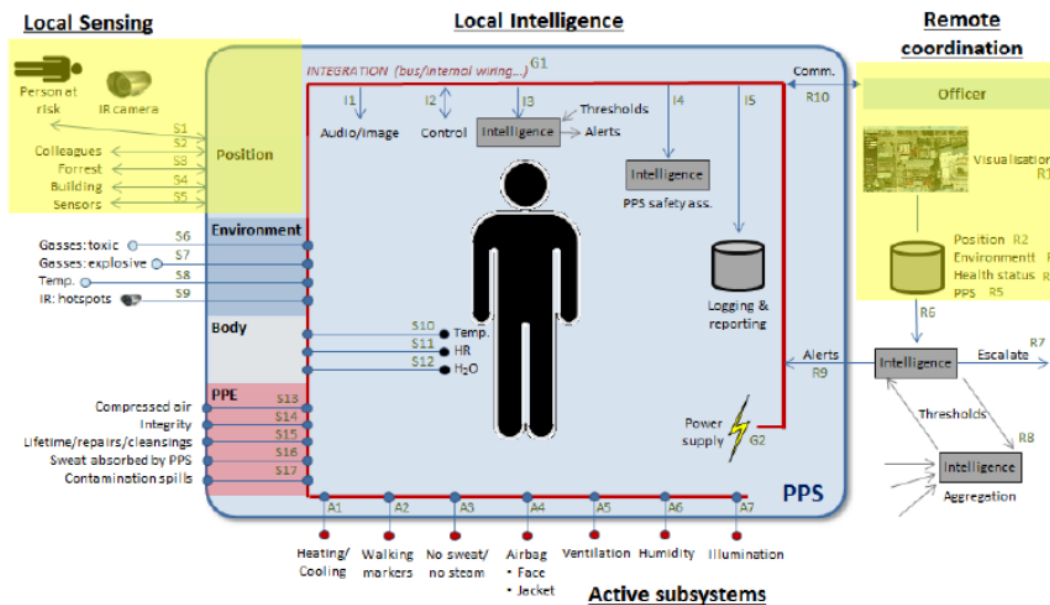 Local Sensing
Local Intelligence
Remote
coordination
Person at
risk
IR camera
S1
S2
Colleagues
S3
Forrest
S4
Building
S5
Sensors
Position
INTEGRATION (bus/internal wiring...) G1
I1
I2
I3
I4
I5
Audio/Image
Control
Intelligence
Thresholds
Alerts
Intelligence
PPS safety ass.
Logging &
reporting
Comm.
R10
Officer
Visualisation
R1
Position R2
Environmentt
Health status
PPS R5
R6
Environment
Gasses: toxic S6
Gasses: explosive S7
Temp. S8
IR: hotspots S9
Body
S10 Temp.
S11 HR
S12 H₂O
PPE
Compressed air S13
Integrity S14
Lifetime/repairs/cleansings S15
Sweat absorbed by PPS S16
Contamination spills S17
Alerts
R9
Intelligence
Escalate
R7
Thresholds
R8
Intelligence
Aggregation
Power
supply
G2
PPS
A1
A2
A3
A4
A5
A6
A7
Heating/
Cooling
Walking
markers
No sweat/
no steam
Airbag
• Face
• Jacket
Ventilation
Humidity
Illumination
Active subsystems